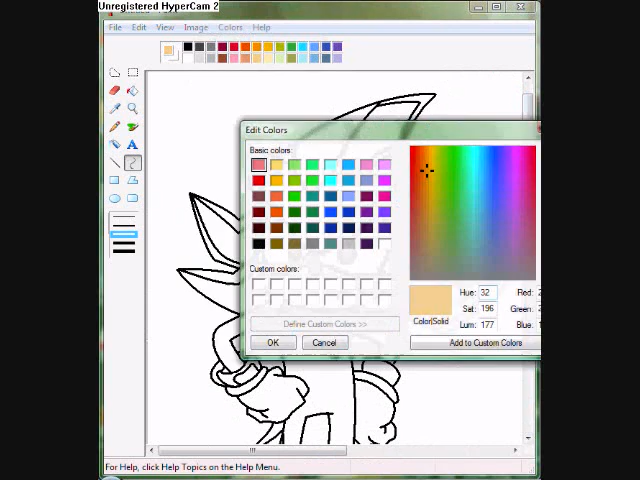 Unregistered HyperCam 2
File Edit View Image Colors Help
Edit Colors
Basic colors:
Custom colors:
Define Custom Colors >>
Hue: 32 Red:
Sat: 196 Green:
Color|Solid Lum: 177 Blue:
OK Cancel Add to Custom Colors
For Help, click Help Topics on the Help Menu.